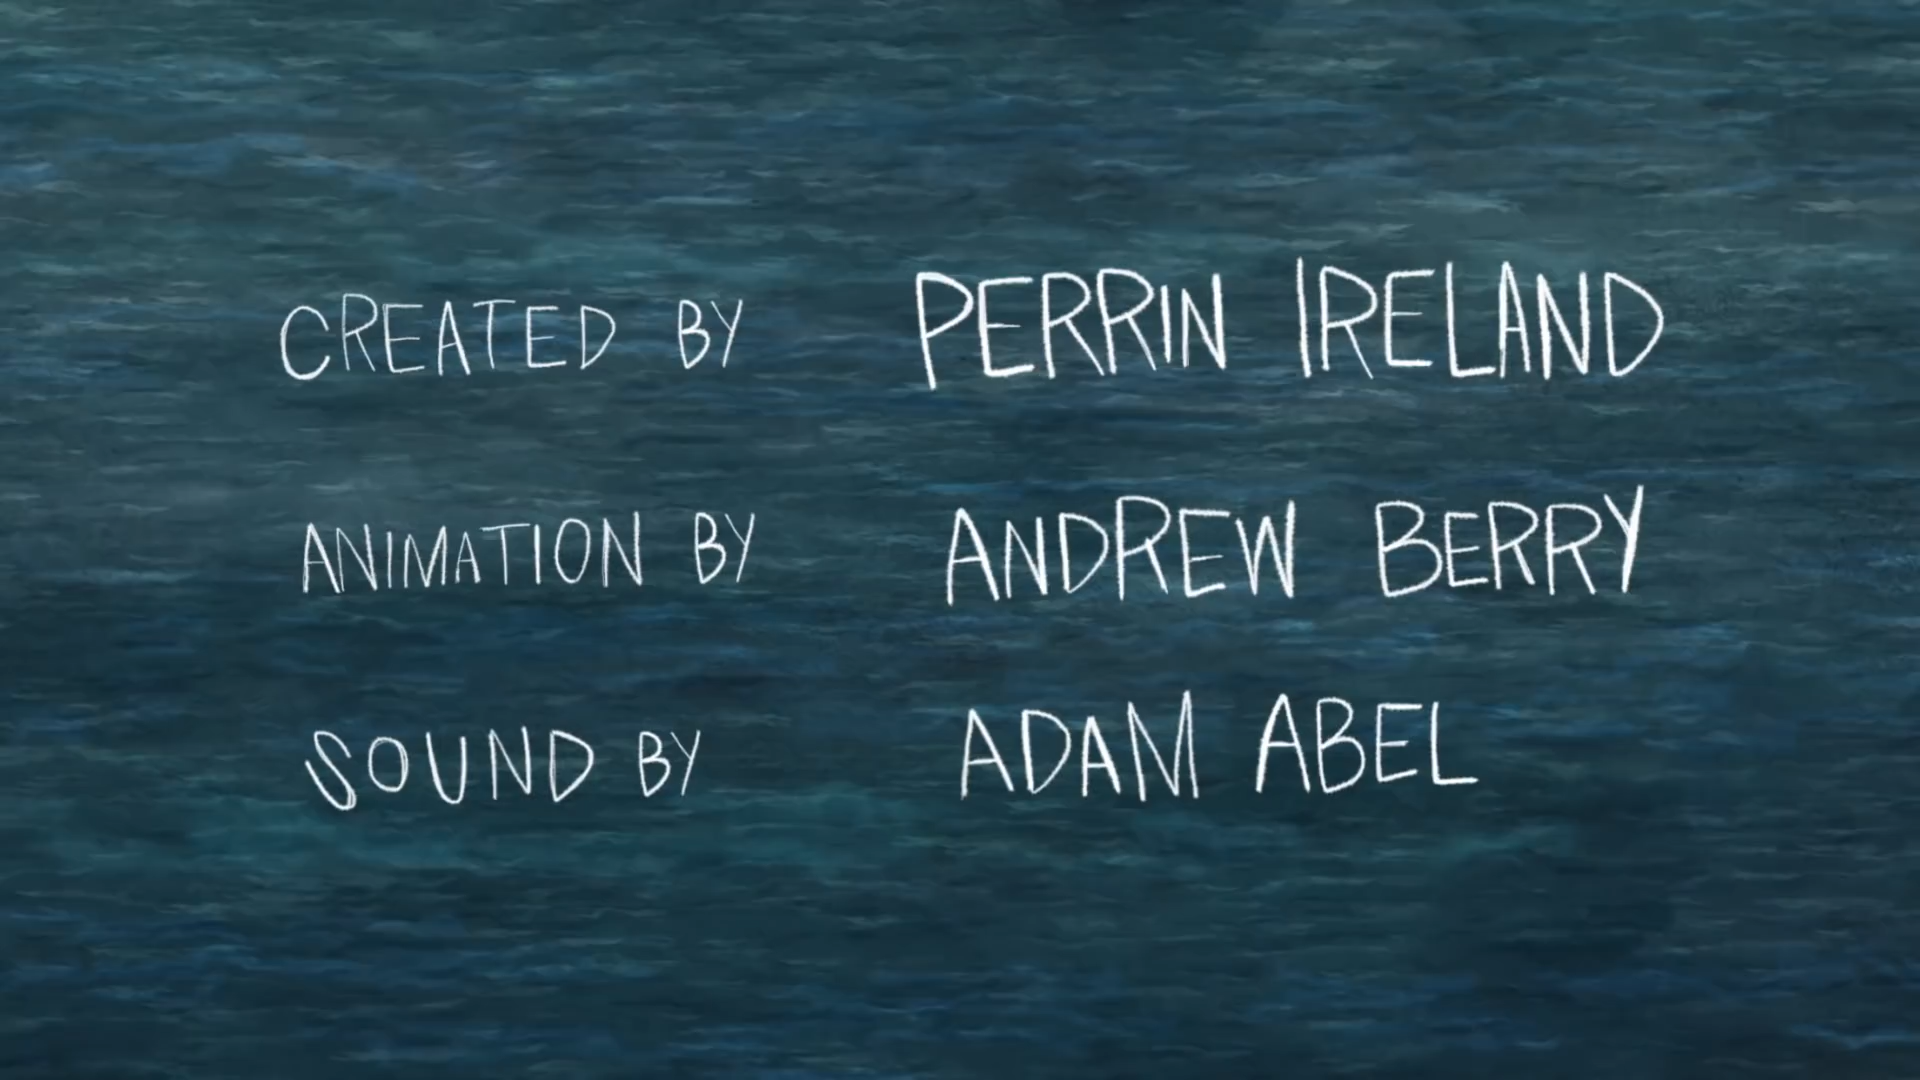 CREATED BY PERRIN IRELAND
ANIMATION BY ANDREW BERRY
SOUND BY ADAM ABEL